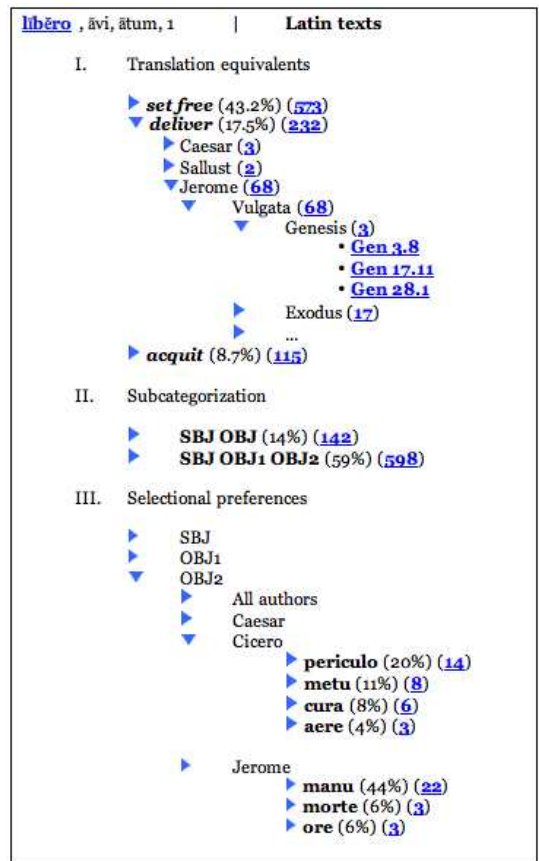 lībĕro , āvi, ātum, 1 | Latin texts
I. Translation equivalents
set free (43.2%) (573)
deliver (17.5%) (232)
Caesar (3)
Sallust (2)
Jerome (68)
Vulgata (68)
Genesis (3)
• Gen 3.8
• Gen 17.11
• Gen 28.1
Exodus (17)
...
acquit (8.7%) (115)
II. Subcategorization
SBJ OBJ (14%) (142)
SBJ OBJ1 OBJ2 (59%) (598)
III. Selectional preferences
SBJ
OBJ1
OBJ2
All authors
Caesar
Cicero
periculo (20%) (14)
metu (11%) (8)
cura (8%) (6)
aere (4%) (3)
Jerome
manu (44%) (22)
morte (6%) (3)
ore (6%) (3)